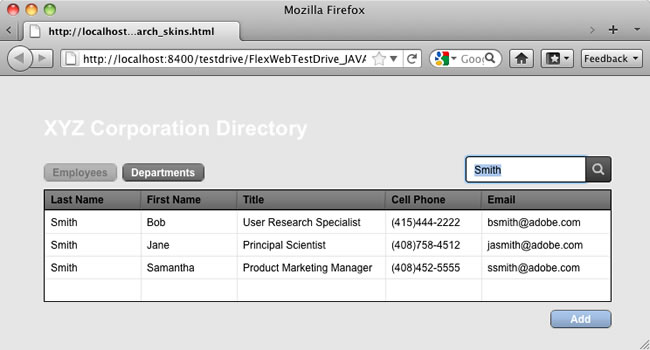 Mozilla Firefox
http://localhost...arch_skins.html
http://localhost:8400/testdrive/FlexWebTestDrive_JAVA
Goo
Feedback
XYZ Corporation Directory
Employees Departments Smith
Last Name First Name Title Cell Phone Email
Smith Bob User Research Specialist (415)444-2222 bsmith@adobe.com
Smith Jane Principal Scientist (408)758-4512 jasmith@adobe.com
Smith Samantha Product Marketing Manager (408)452-5555 ssmith@adobe.com
Add